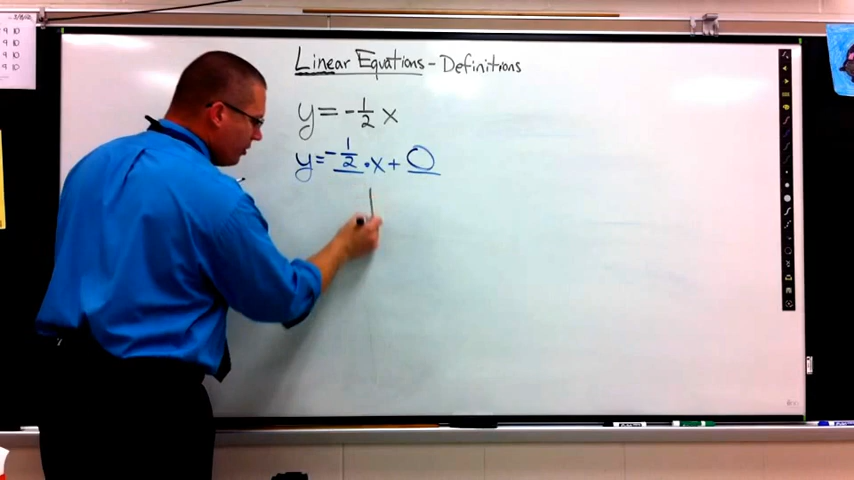 Linear Equations - Definitions
y = -1/2 x
y = -1/2 · x + 0